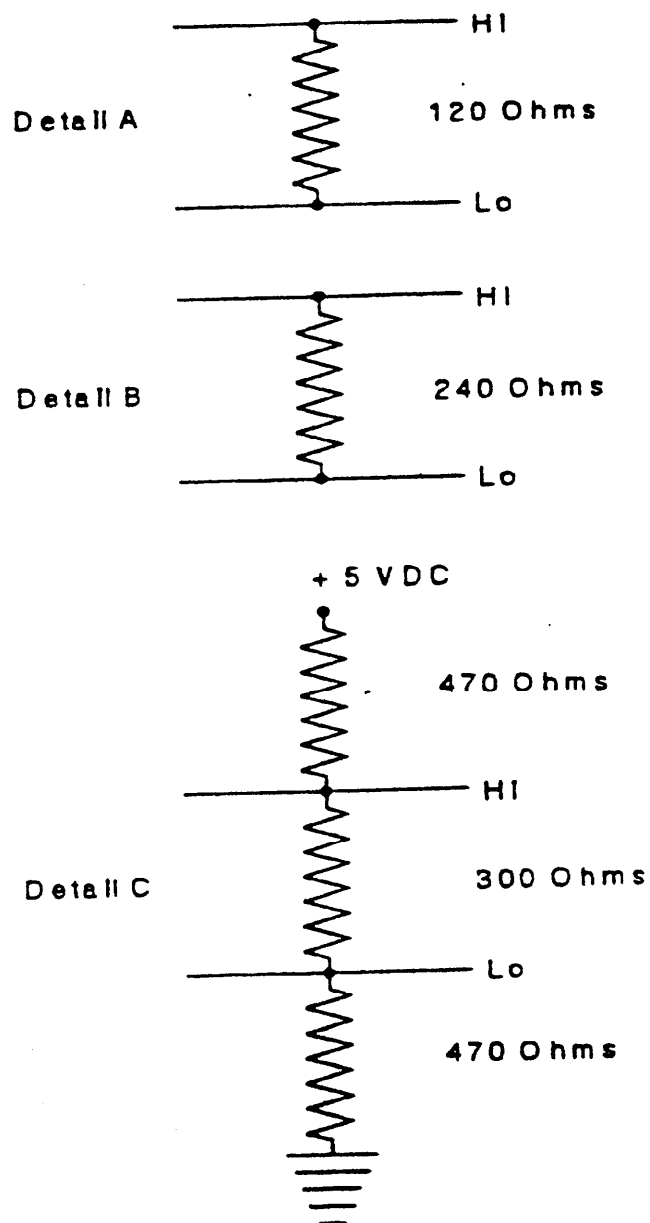 HI
Detail A
120 Ohms
Lo
HI
Detail B
240 Ohms
Lo
+ 5 VDC
470 Ohms
HI
Detail C
300 Ohms
Lo
470 Ohms